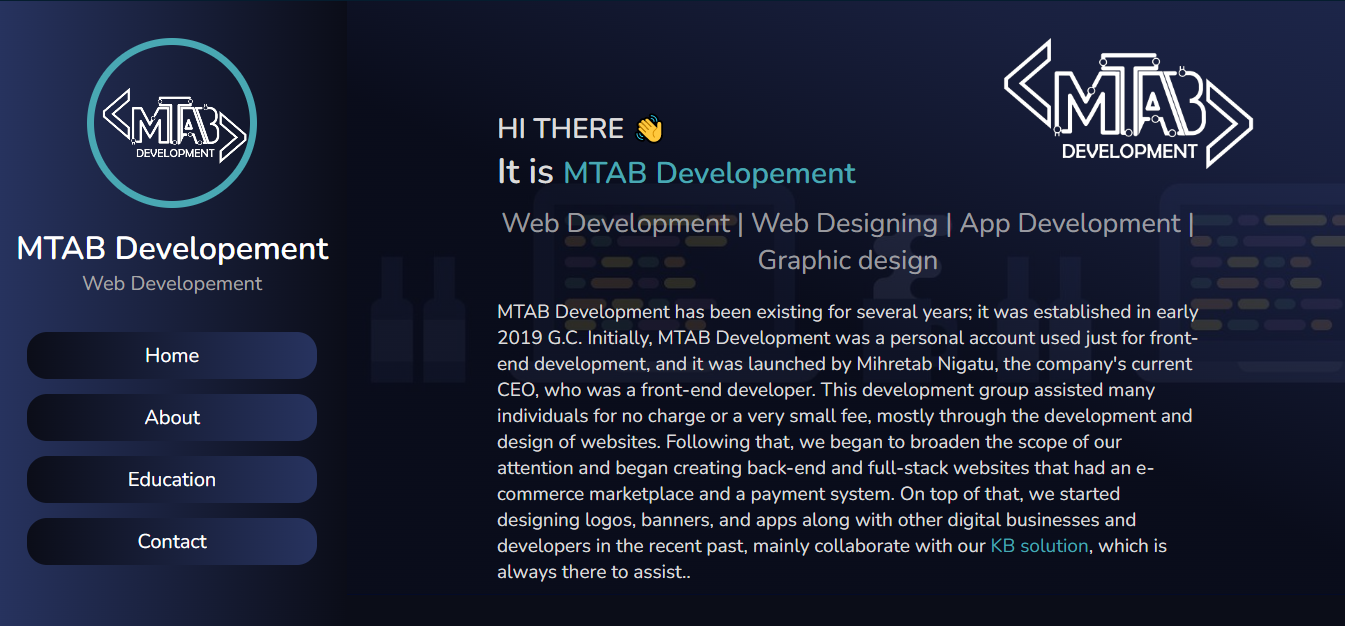 MTAB
DEVELOPMENT
MTAB Developement
Web Developement
Home
About
Education
Contact
MTAB
DEVELOPMENT
HI THERE 👋
It is MTAB Developement
Web Development | Web Designing | App Development |
Graphic design
MTAB Development has been existing for several years; it was established in early
2019 G.C. Initially, MTAB Development was a personal account used just for front-
end development, and it was launched by Mihretab Nigatu, the company's current
CEO, who was a front-end developer. This development group assisted many
individuals for no charge or a very small fee, mostly through the development and
design of websites. Following that, we began to broaden the scope of our
attention and began creating back-end and full-stack websites that had an e-
commerce marketplace and a payment system. On top of that, we started
designing logos, banners, and apps along with other digital businesses and
developers in the recent past, mainly collaborate with our KB solution, which is
always there to assist..